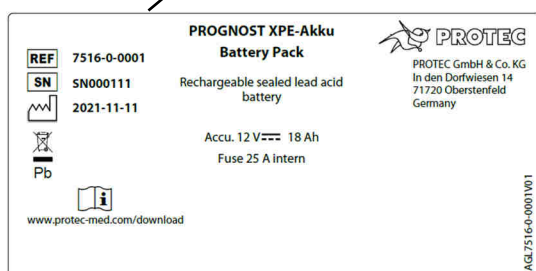 PROGNOST XPE-Akku
Battery Pack
Rechargeable sealed lead acid
battery
Accu. 12 V 18 Ah
Fuse 25 A intern
REF 7516-0-0001
SN SN000111
2021-11-11
Pb
i
www.protec-med.com/download
PROTEC
PROTEC GmbH & Co. KG
In den Dorfwiesen 14
71720 Oberstenfeld
Germany
AGL7516-0-0001V01